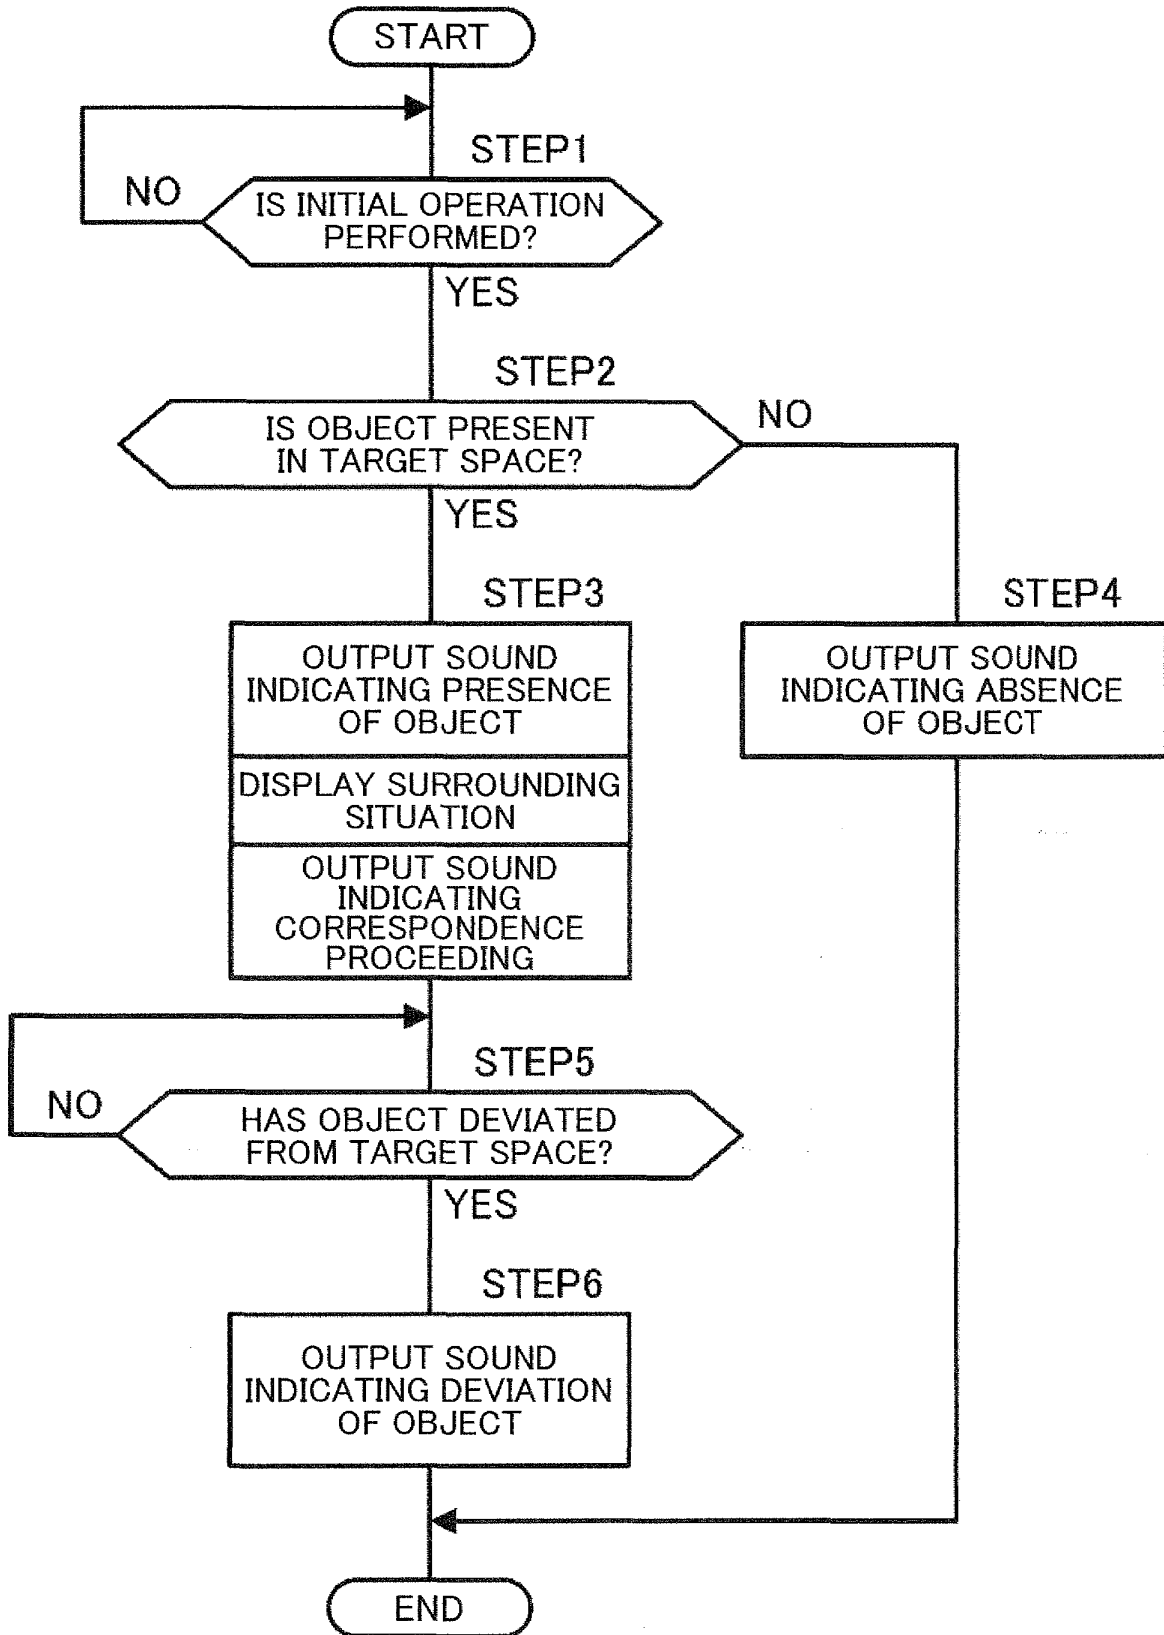 START
STEP1
NO
IS INITIAL OPERATION
PERFORMED?
YES
STEP2
NO
IS OBJECT PRESENT
IN TARGET SPACE?
YES
STEP3
STEP4
OUTPUT SOUND
INDICATING PRESENCE
OF OBJECT
OUTPUT SOUND
INDICATING ABSENCE
OF OBJECT
DISPLAY SURROUNDING
SITUATION
OUTPUT SOUND
INDICATING
CORRESPONDENCE
PROCEEDING
STEP5
NO
HAS OBJECT DEVIATED
FROM TARGET SPACE?
YES
STEP6
OUTPUT SOUND
INDICATING DEVIATION
OF OBJECT
END